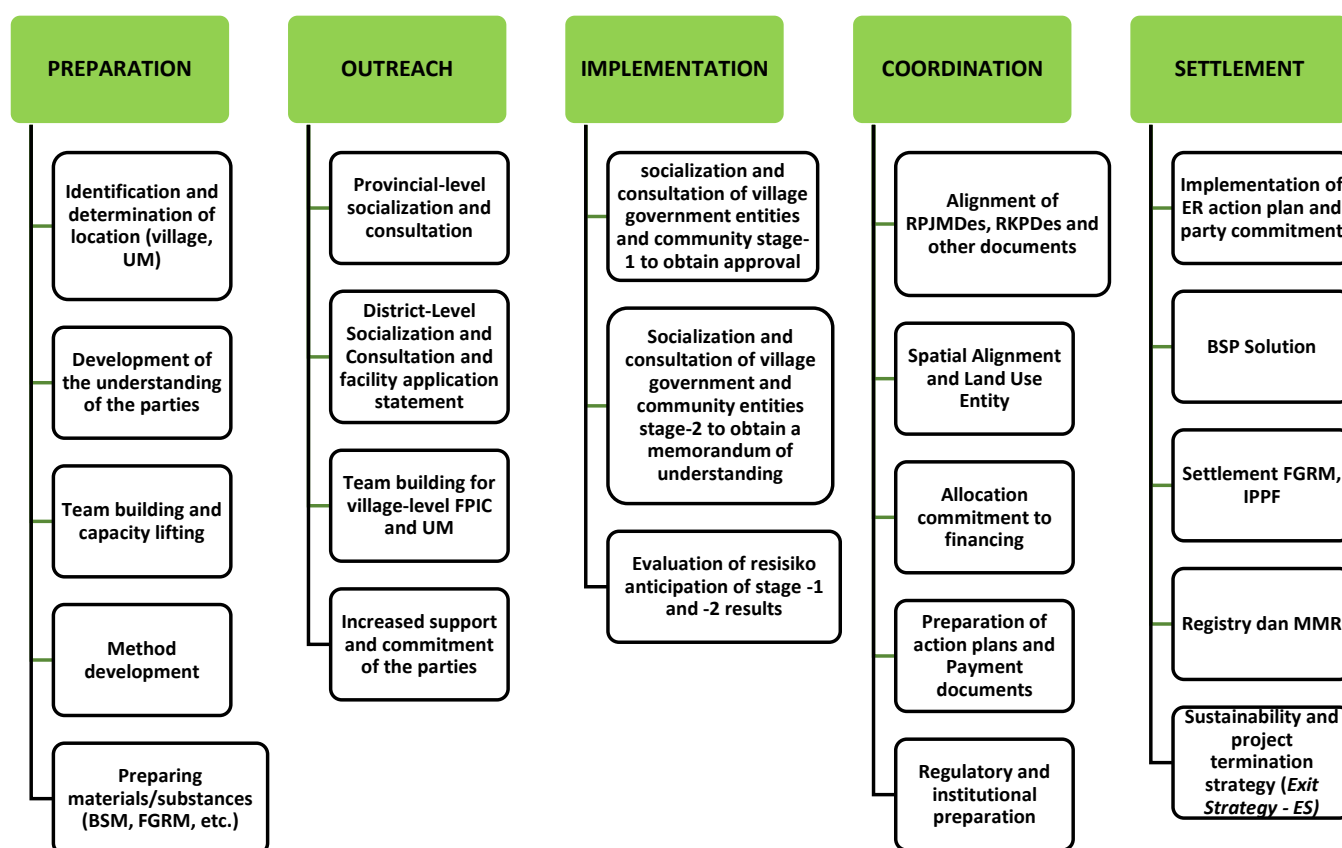 PREPARATION
Identification and
determination of
location (village,
UM)
Development of
the understanding
of the parties
Team building and
capacity lifting
Method
development
Preparing
materials/substances
(BSM, FGRM, etc.)
OUTREACH
Provincial-level
socialization and
consultation
District-Level
Socialization and
Consultation and
facility application
statement
Team building for
village-level FPIC
and UM
Increased support
and commitment
of the parties
IMPLEMENTATION
socialization and
consultation of village
government entities
and community stage-
1 to obtain approval
Socialization and
consultation of village
government and
community entities
stage-2 to obtain a
memorandum of
understanding
Evaluation of resisiko
anticipation of stage -1
and -2 results
COORDINATION
Alignment of
RPJMDes, RKPDes and
other documents
Spatial Alignment
and Land Use
Entity
Allocation
commitment to
financing
Preparation of
action plans and
Payment
documents
Regulatory and
institutional
preparation
SETTLEMENT
Implementation of
ER action plan and
party commitment
BSP Solution
Settlement FGRM,
IPPF
Registry dan MMR
Sustainability and
project
termination
strategy (Exit
Strategy - ES)